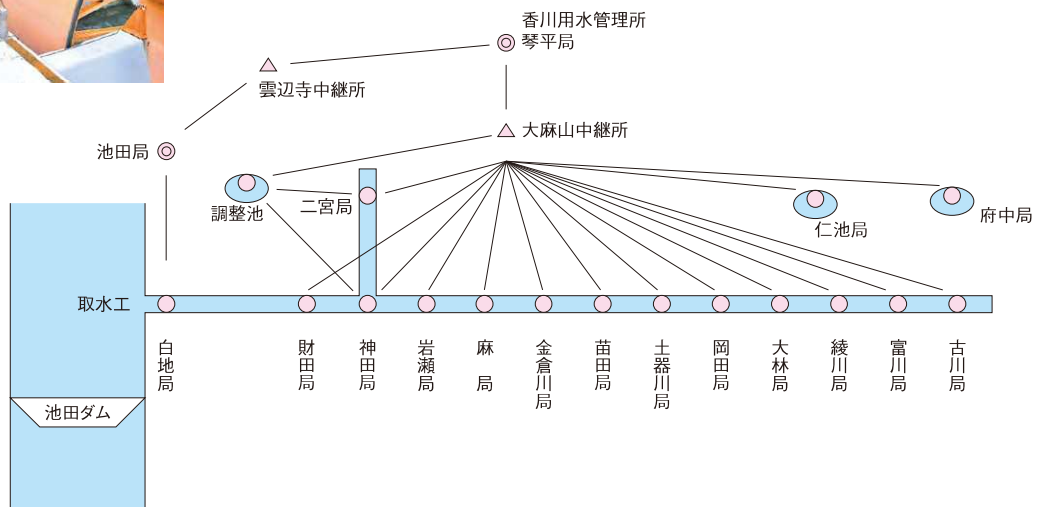 香川用水管理所
琴平局
雲辺寺中継所
大麻山中継所
池田局
調整池
二宮局
仁池局
府中局
取水工
白地局
財田局
神田局
岩瀬局
麻 局
金倉川局
苗田局
土器川局
岡田局
大林局
綾川局
富川局
古川局
池田ダム